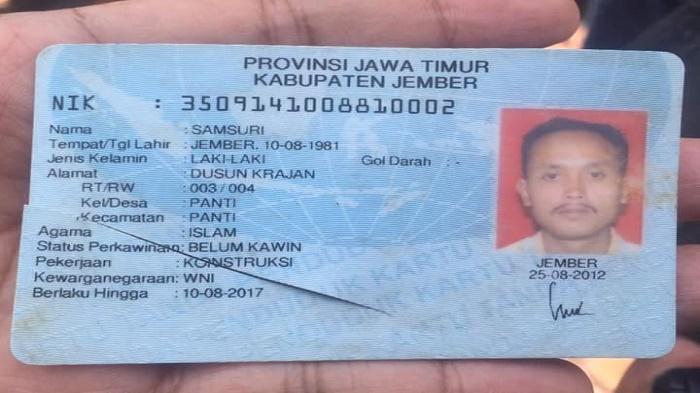 PROVINSI JAWA TIMUR
KABUPATEN JEMBER
NIK : 3509141008810002
Nama : SAMSURI
Tempat/Tgl Lahir : JEMBER, 10-08-1981
Jenis Kelamin : LAKI-LAKI Gol Darah : -
Alamat : DUSUN KRAJAN
RT/RW : 003 / 004
Kel/Desa : PANTI
Kecamatan : PANTI
Agama : ISLAM
Status Perkawinan: BELUM KAWIN
Pekerjaan : KONSTRUKSI
Kewarganegaraan: WNI
Berlaku Hingga : 10-08-2017
JEMBER
25-08-2012